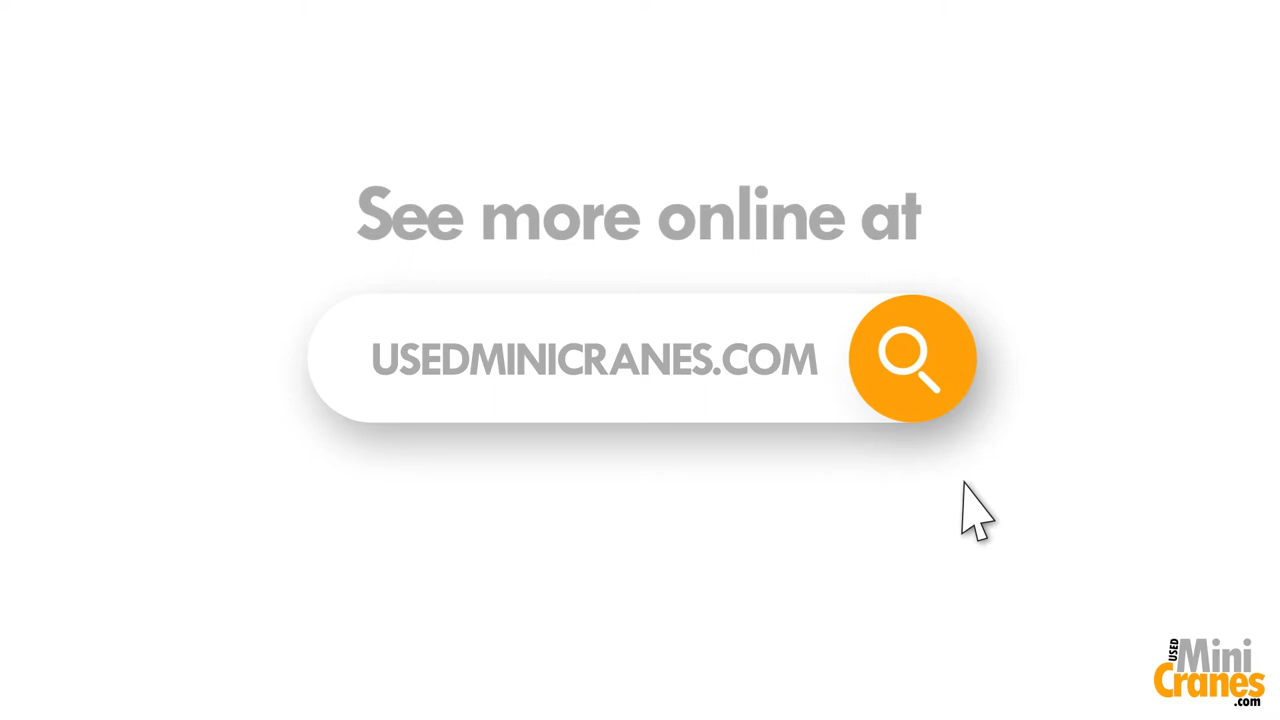 See more online at
USEDMINICRANES.COM
USED
Mini
Cranes
.com